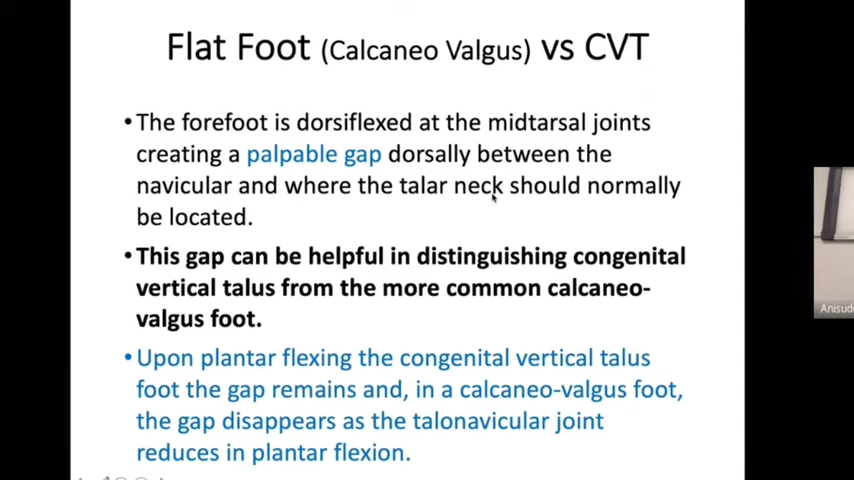 Flat Foot (Calcaneo Valgus) vs CVT
•The forefoot is dorsiflexed at the midtarsal joints
creating a palpable gap dorsally between the
navicular and where the talar neck should normally
be located.
•This gap can be helpful in distinguishing congenital
vertical talus from the more common calcaneo-
valgus foot.
•Upon plantar flexing the congenital vertical talus
foot the gap remains and, in a calcaneo-valgus foot,
the gap disappears as the talonavicular joint
reduces in plantar flexion.